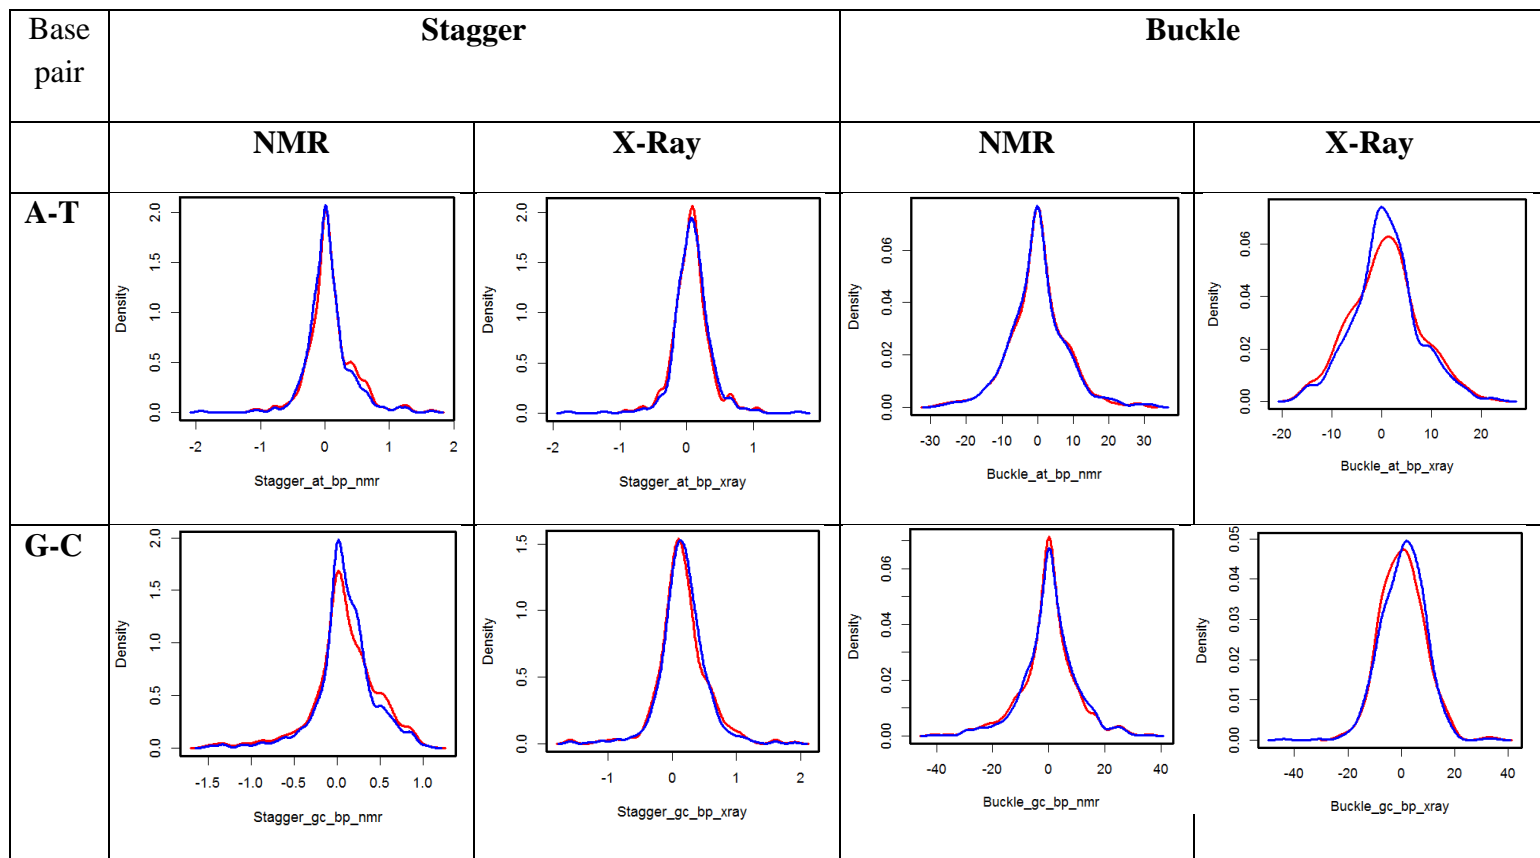 Base pair
Stagger
Buckle
NMR
X-Ray
NMR
X-Ray
A-T
Density
0.0 0.5 1.0 1.5 2.0
-2 -1 0 1 2
Stagger_at_bp_nmr
Density
0.0 0.5 1.0 1.5 2.0
-2 -1 0 1
Stagger_at_bp_xray
Density
0.00 0.02 0.04 0.06
-30 -20 -10 0 10 20 30
Buckle_at_bp_nmr
Density
0.00 0.02 0.04 0.06
-20 -10 0 10 20
Buckle_at_bp_xray
G-C
Density
0.0 0.5 1.0 1.5 2.0
-1.5 -1.0 -0.5 0.0 0.5 1.0
Stagger_gc_bp_nmr
Density
0.0 0.5 1.0 1.5
-1 0 1 2
Stagger_gc_bp_xray
Density
0.00 0.02 0.04 0.06
-40 -20 0 20 40
Buckle_gc_bp_nmr
Density
0.00 0.01 0.02 0.03 0.04 0.05
-40 -20 0 20 40
Buckle_gc_bp_xray